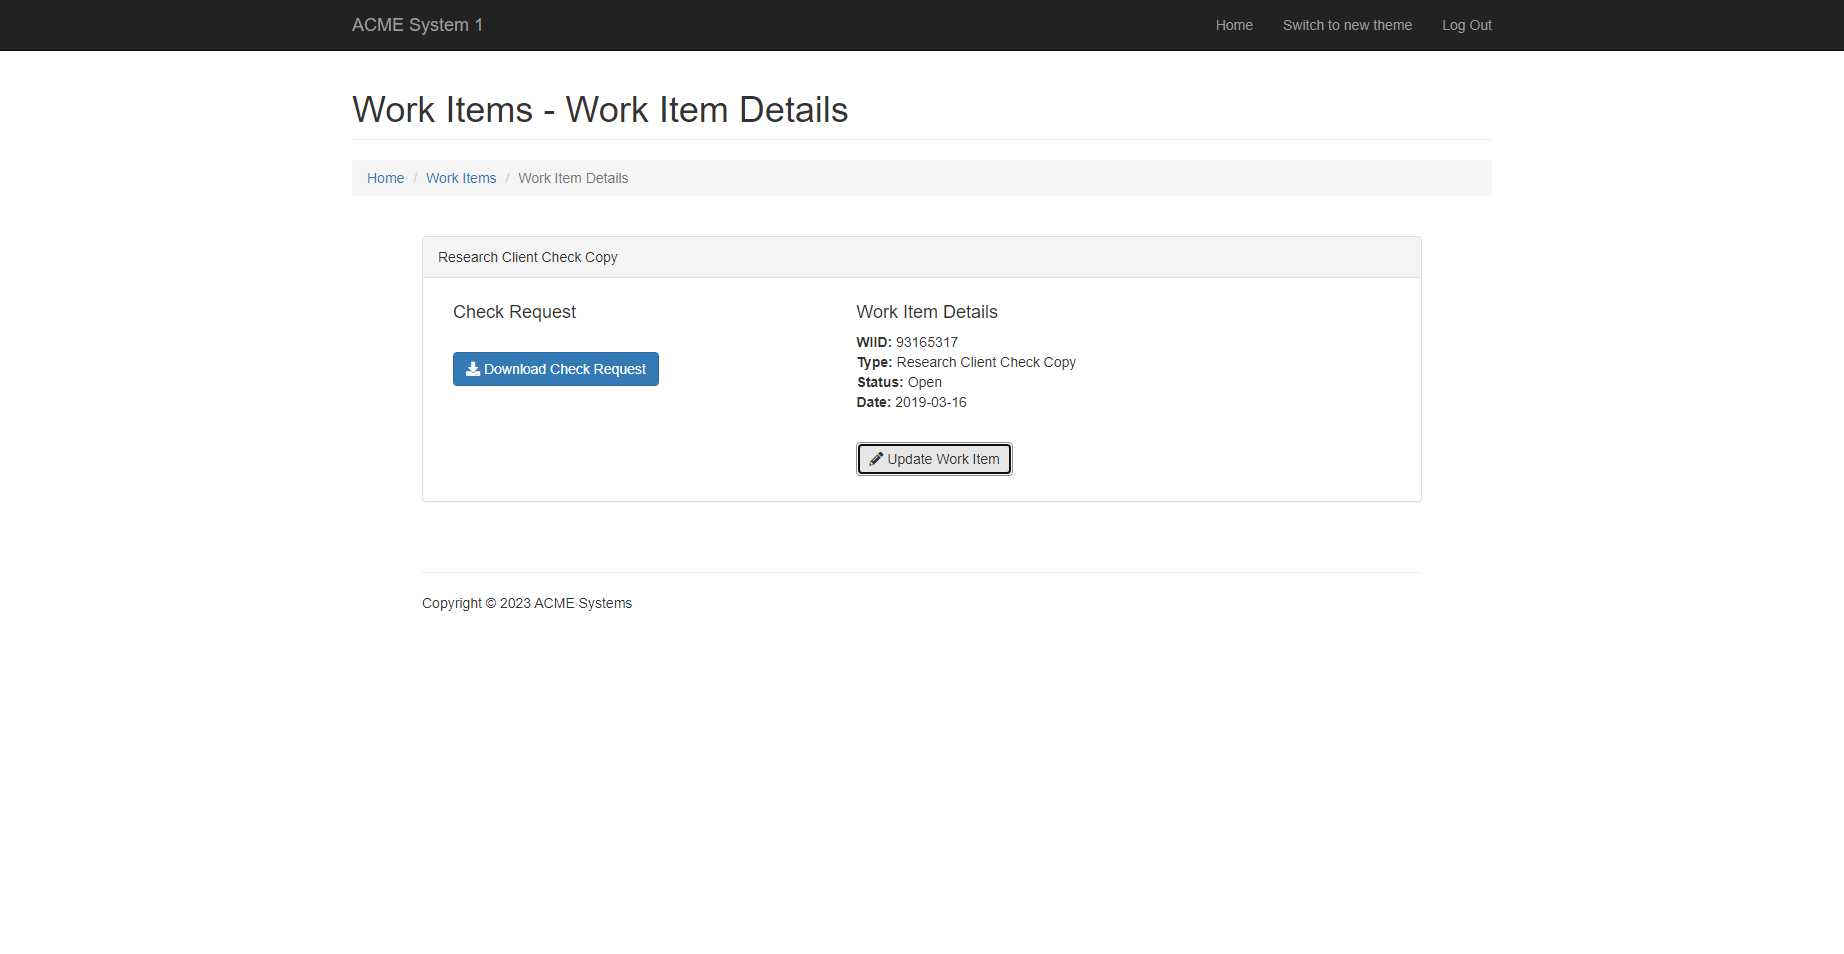 ACME System 1
Home
Switch to new theme
Log Out
Work Items - Work Item Details
Home / Work Items / Work Item Details
Research Client Check Copy
Check Request
Download Check Request
Work Item Details
WIID: 93165317
Type: Research Client Check Copy
Status: Open
Date: 2019-03-16
Update Work Item
Copyright © 2023 ACME Systems